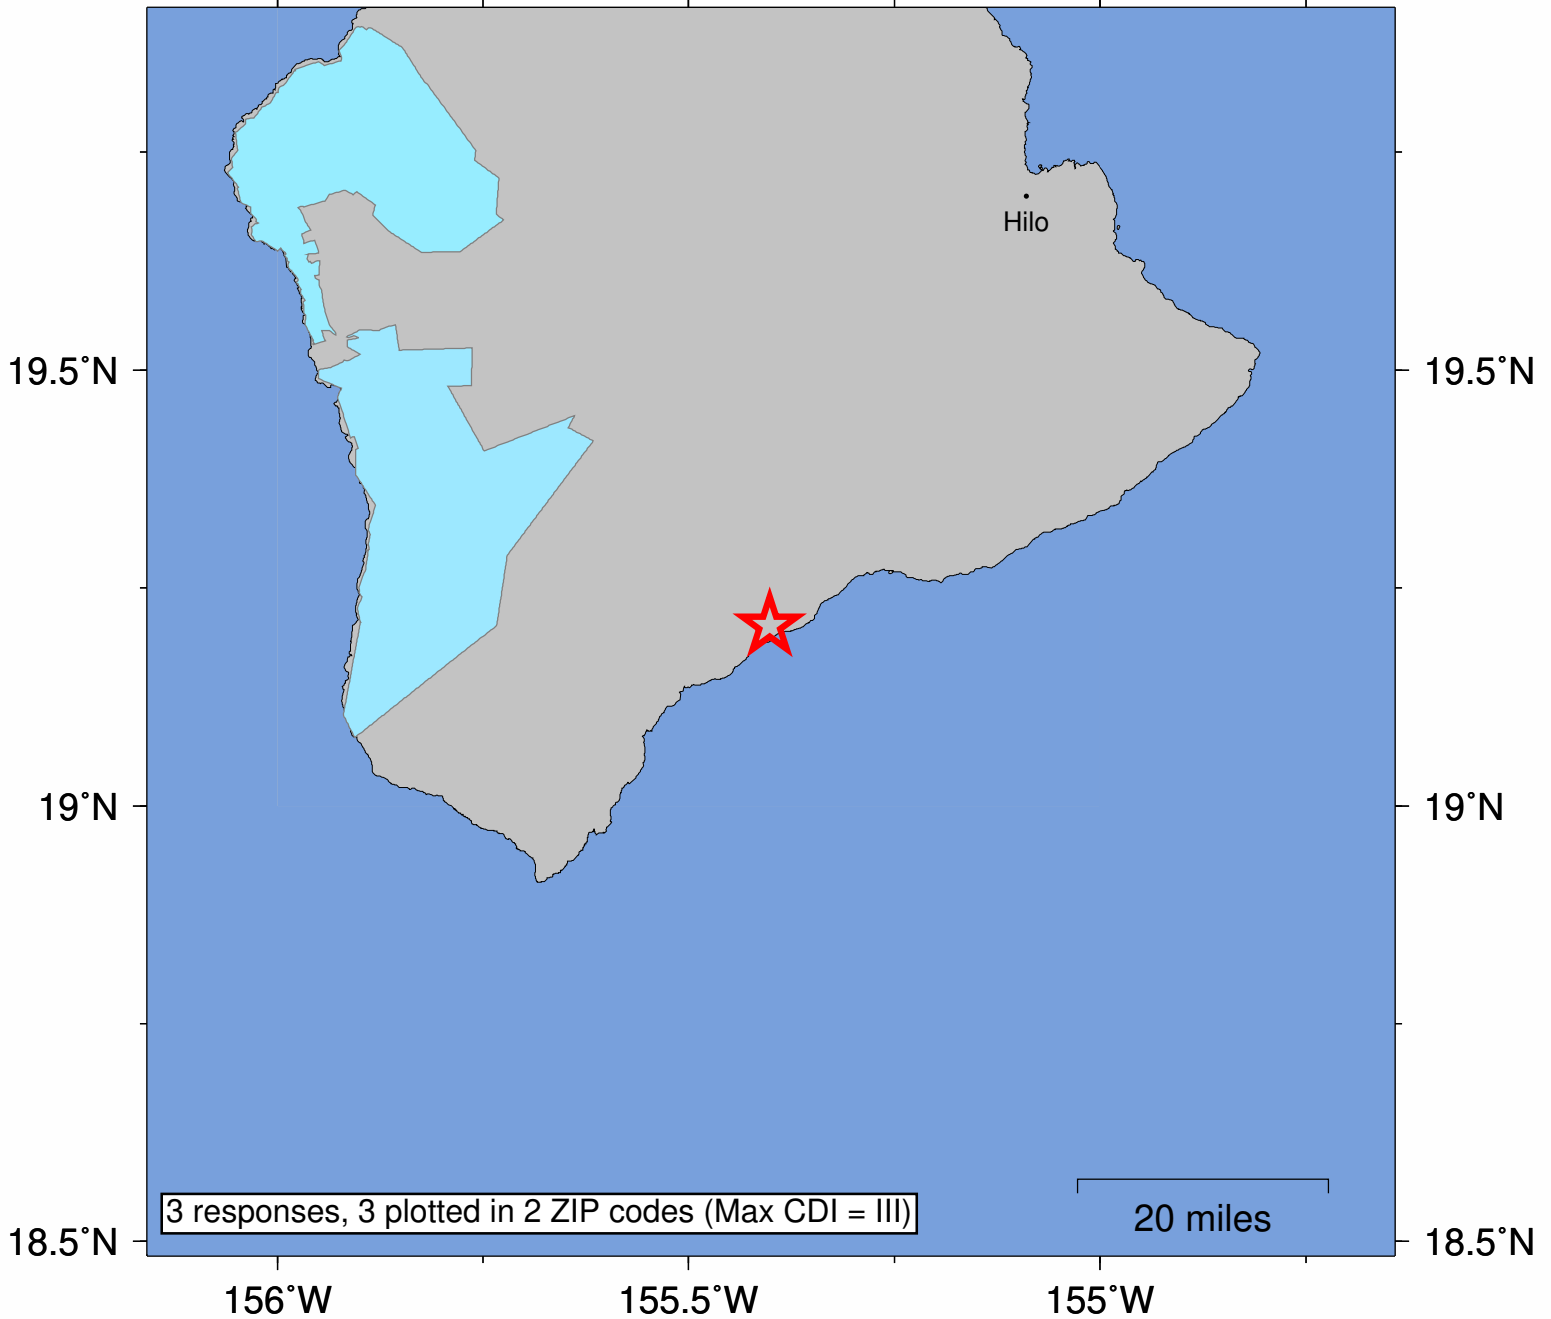 Hilo
19.5°N
19.5°N
19°N
19°N
3 responses, 3 plotted in 2 ZIP codes (Max CDI = III)
20 miles
18.5°N
18.5°N
156°W
155.5°W
155°W